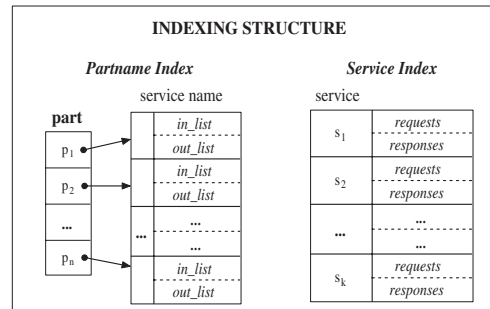 INDEXING STRUCTURE
Partname Index
service name
part
p1
p2
...
pn
in_list
out_list
in_list
out_list
...
...
...
in_list
out_list
Service Index
service
s1
requests
responses
s2
requests
responses
...
...
...
sk
requests
responses